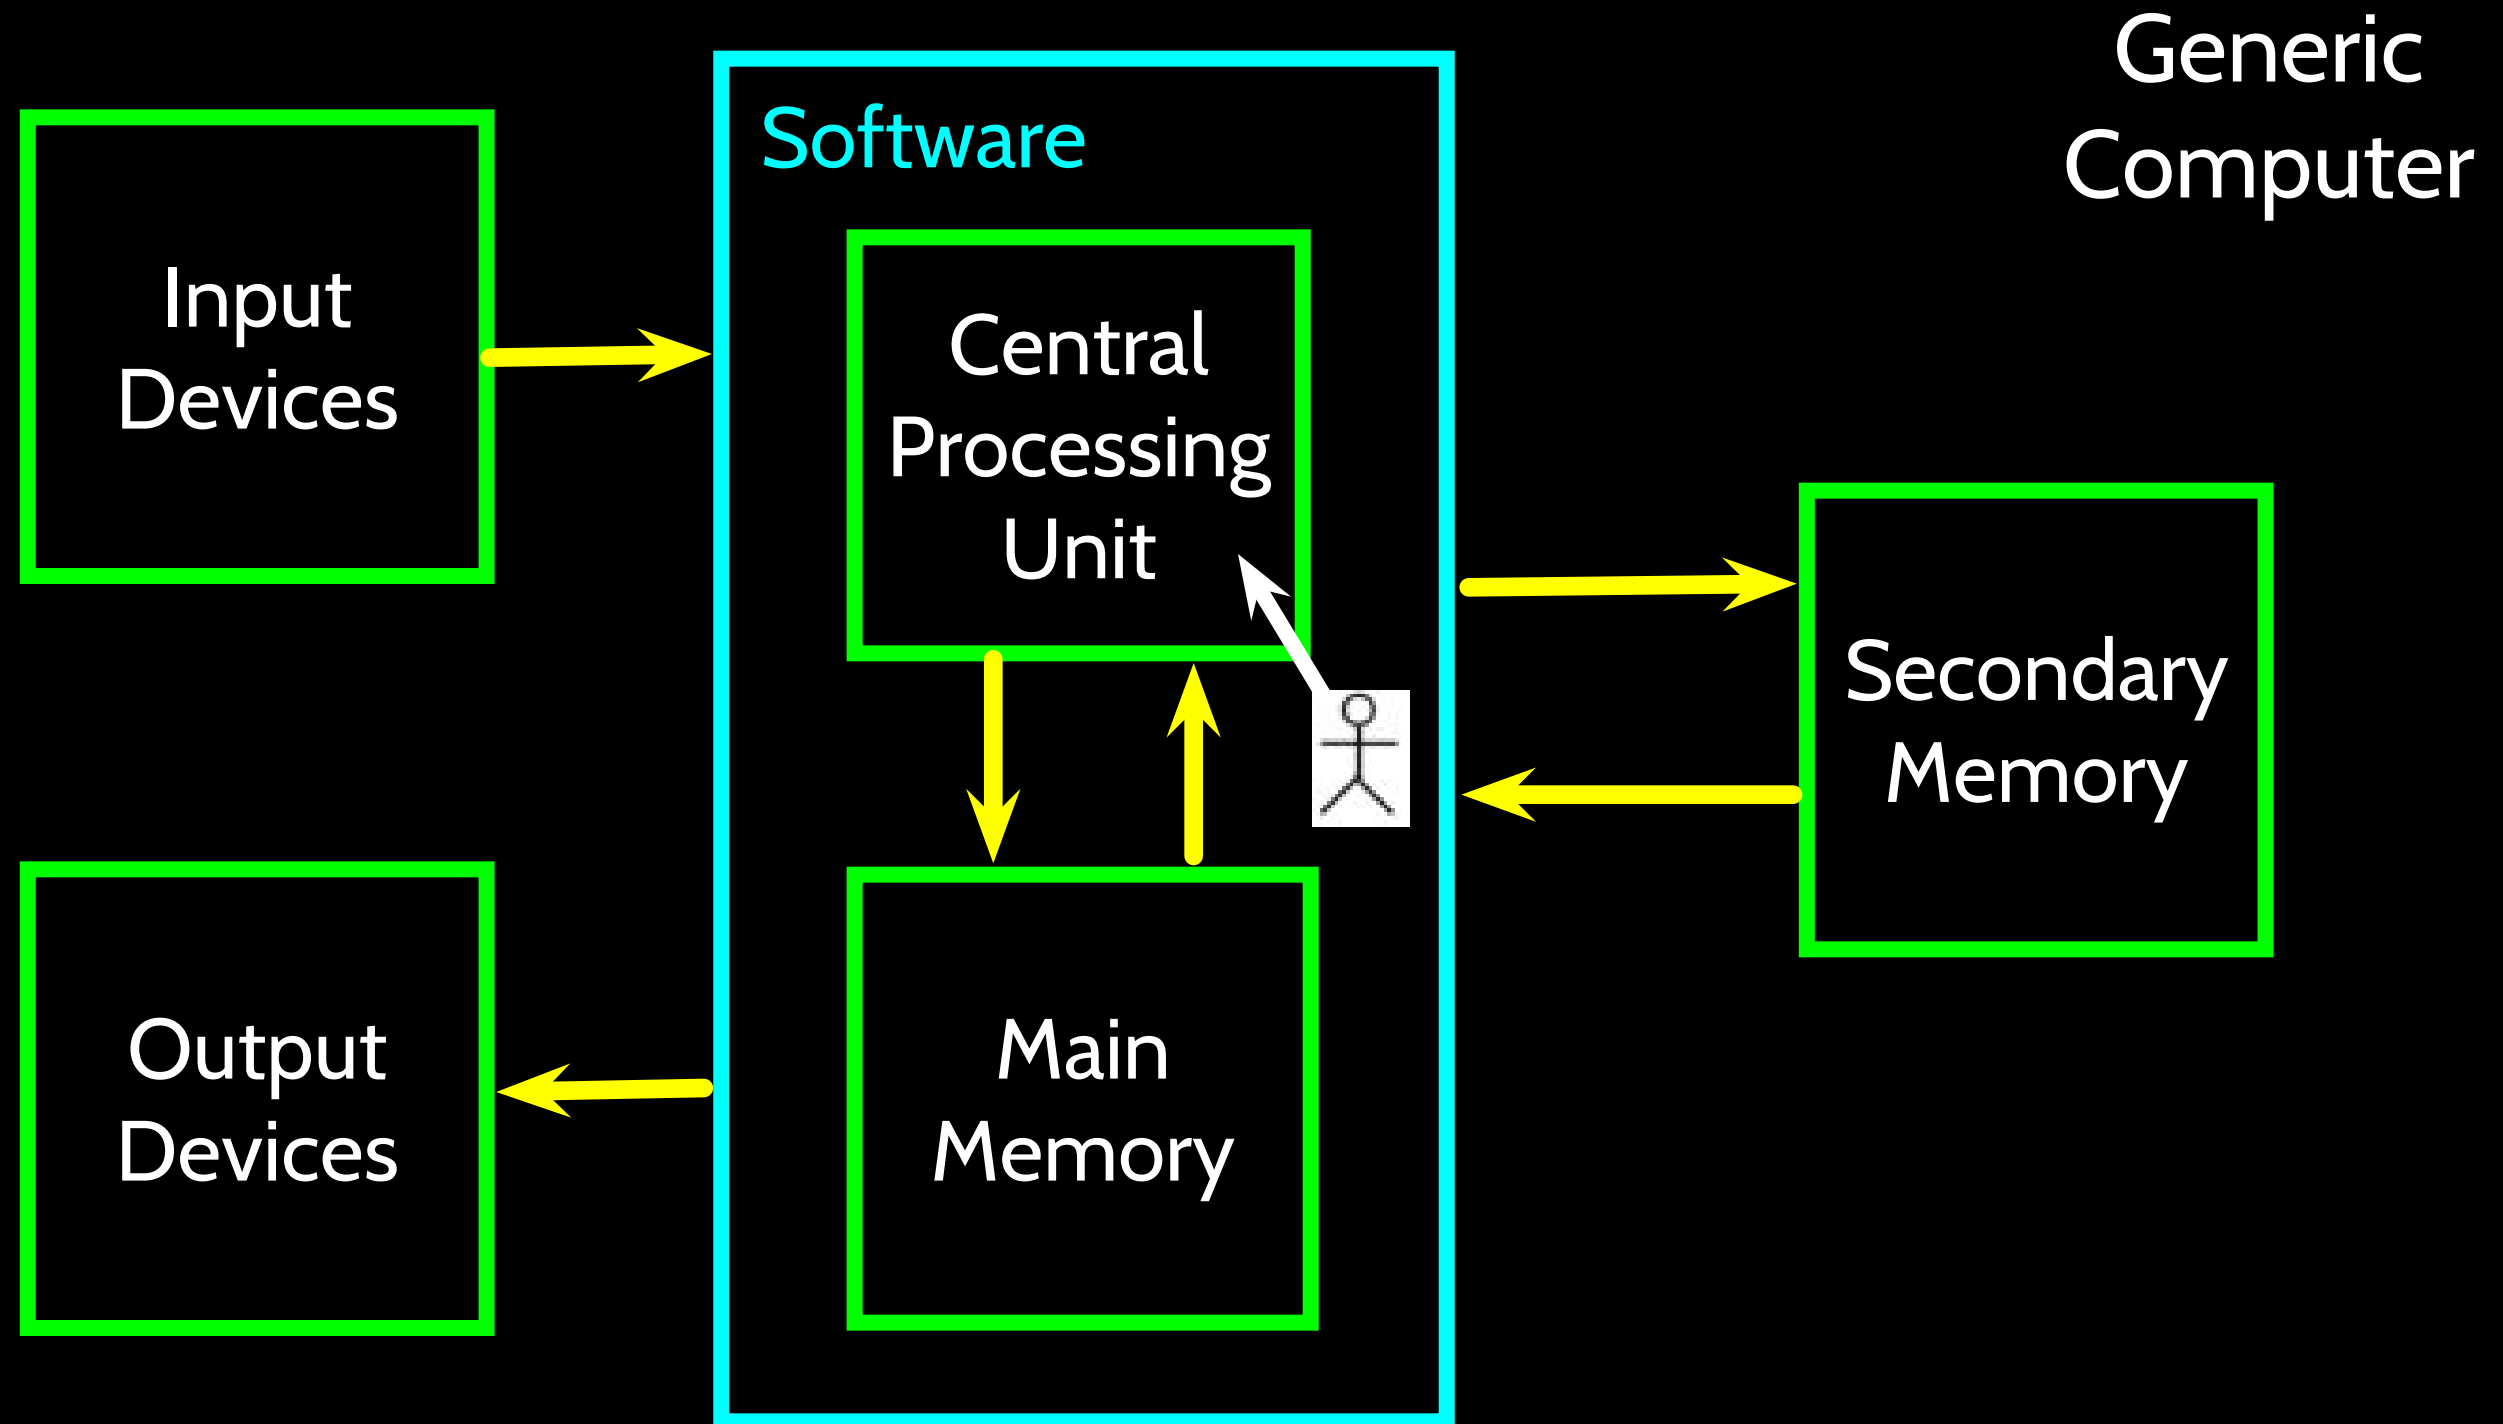 Generic
Computer
Software
Input
Devices
Central
Processing
Unit
Secondary
Memory
Output
Devices
Main
Memory